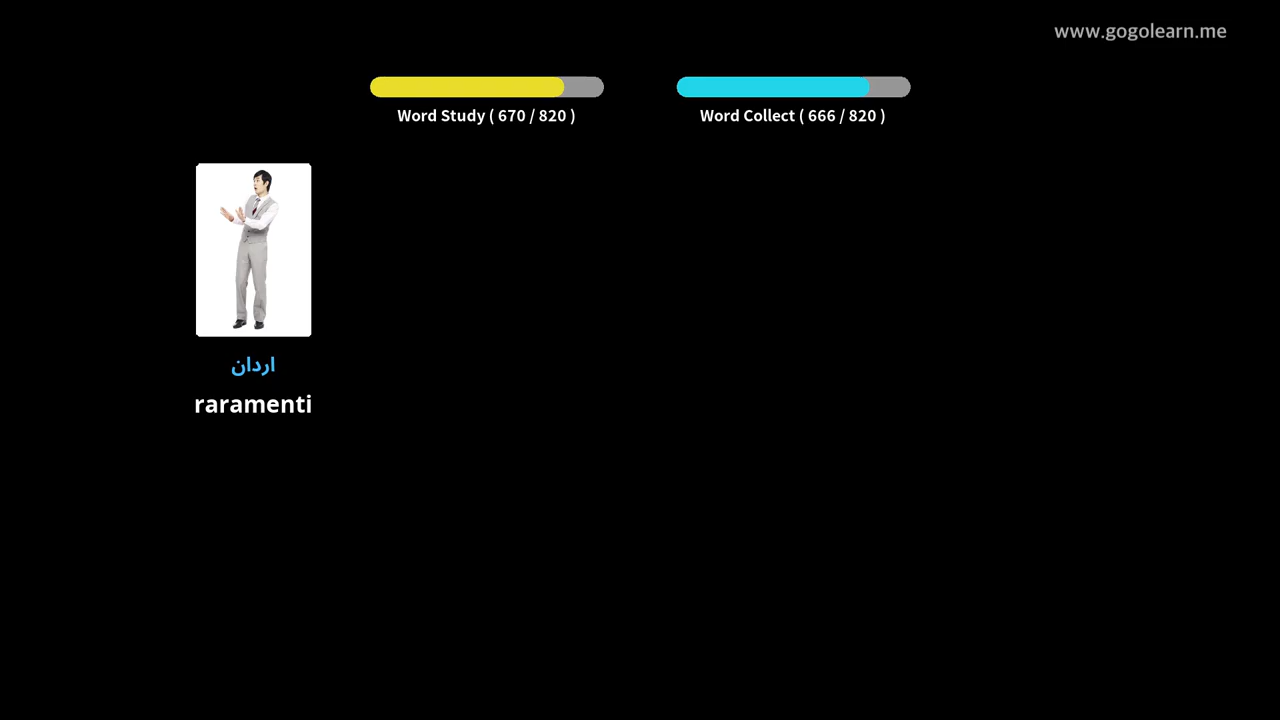 www.gogolearn.me
Word Study ( 670 / 820 )
Word Collect ( 666 / 820 )
اردان
raramenti